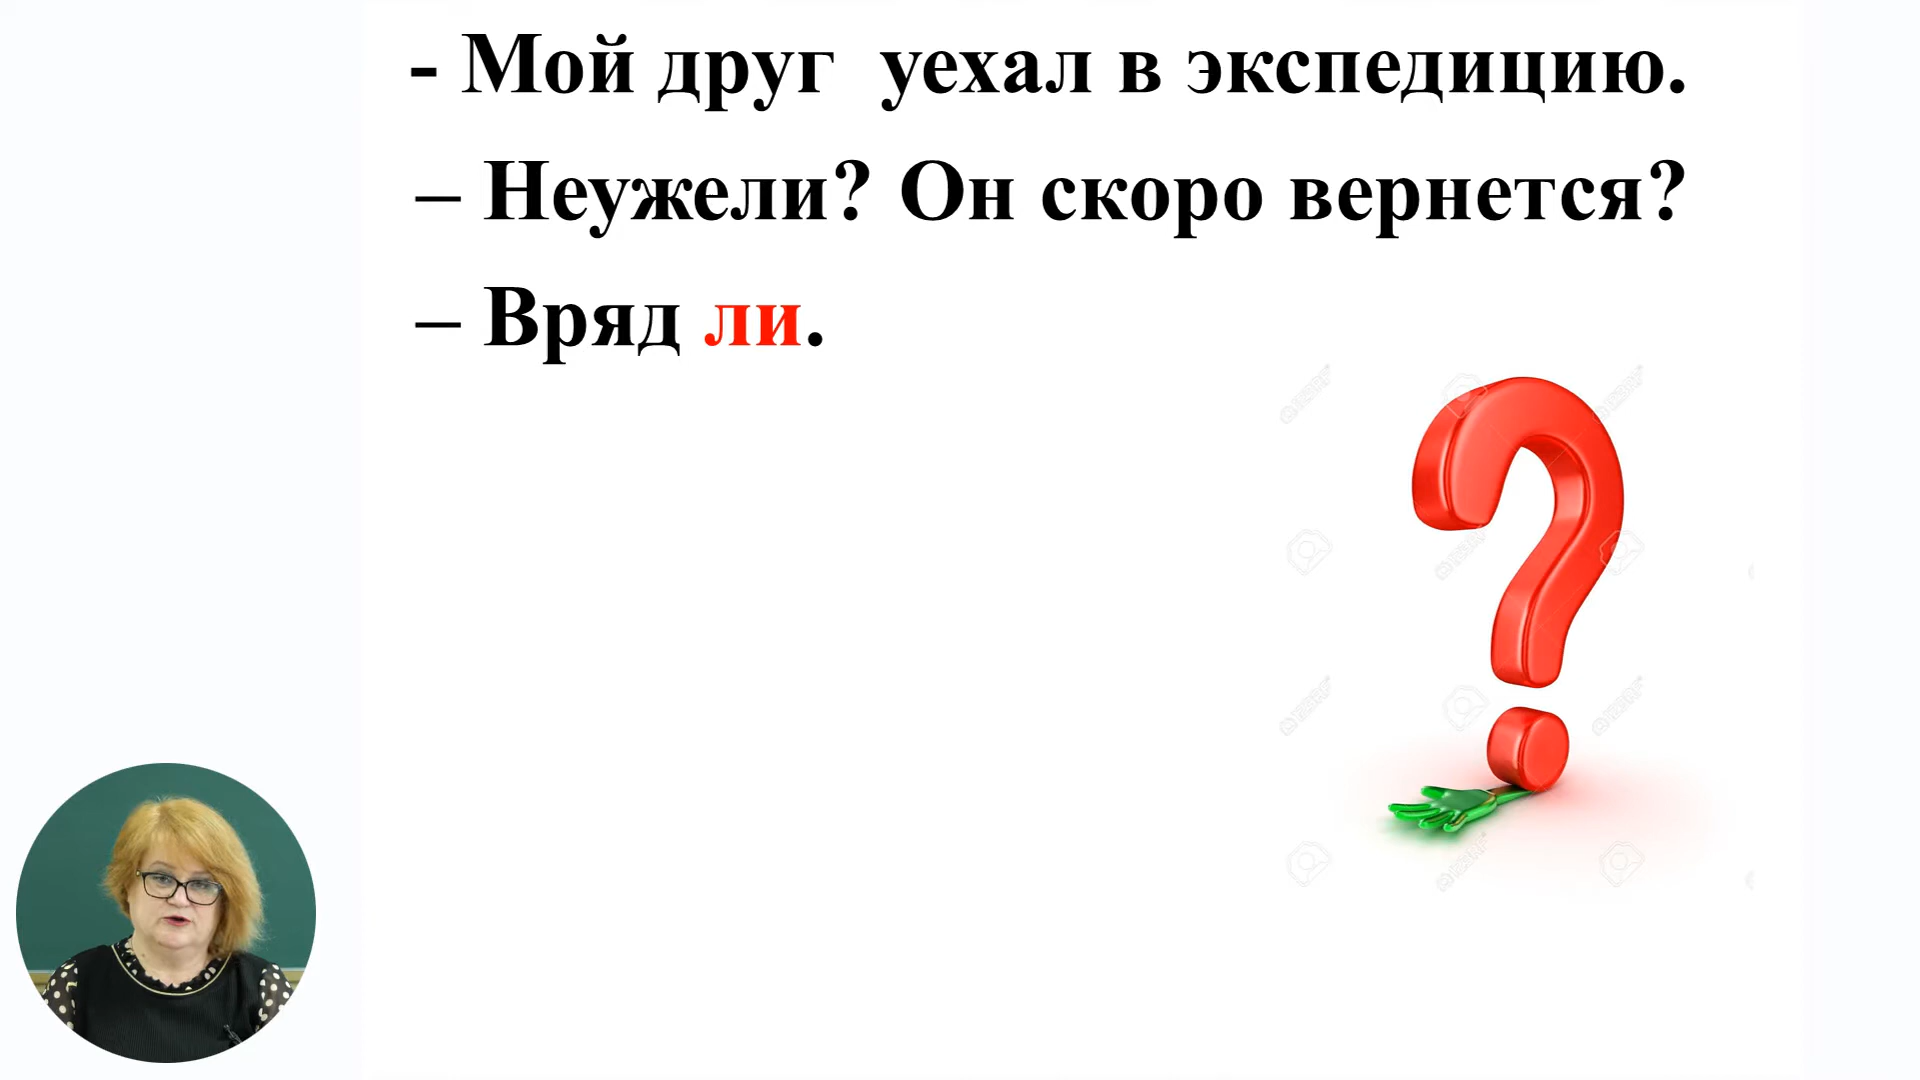 - Мой друг уехал в экспедицию.
– Неужели? Он скоро вернется?
– Вряд ли.